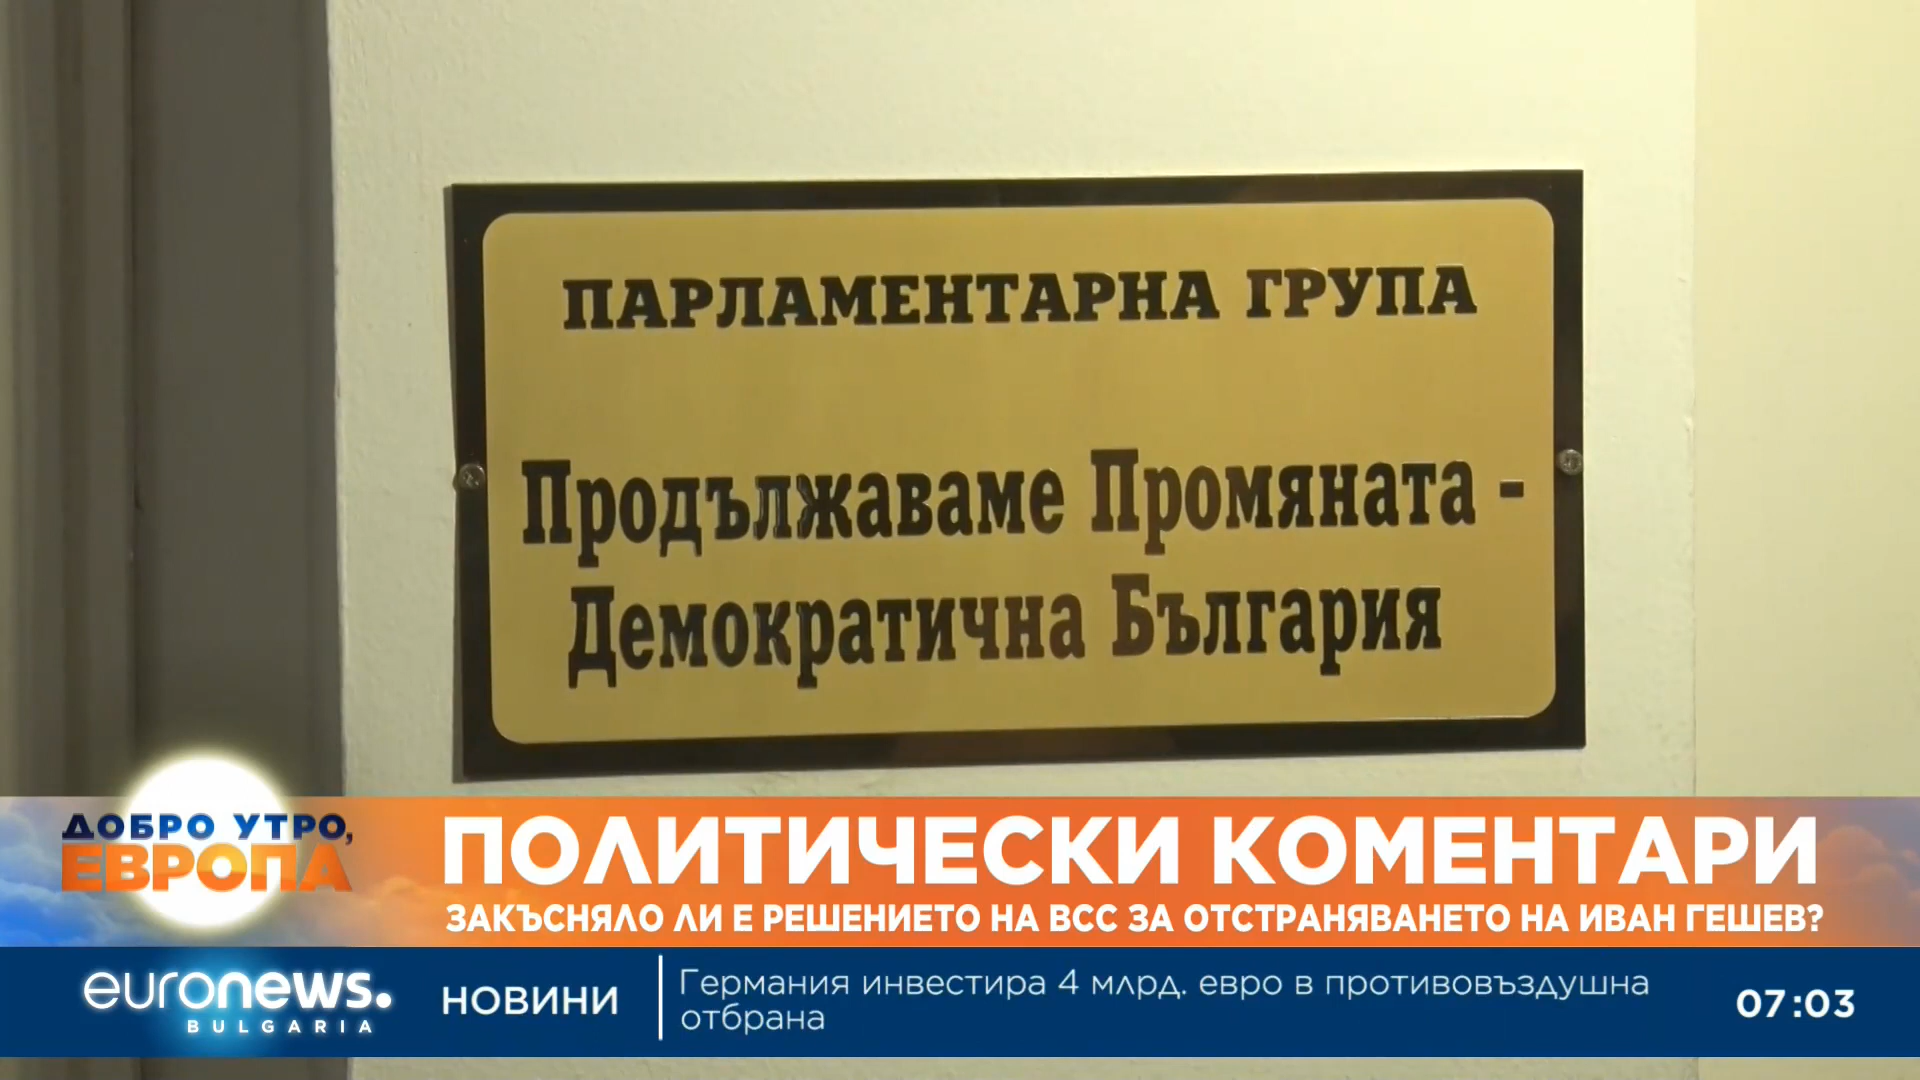 ПАРЛАМЕНТАРНА ГРУПА
Продължаваме Промяната -
Демократична България
ДОБРО УТРО,
ЕВРОПА
ПОЛИТИЧЕСКИ КОМЕНТАРИ
ЗАКЪСНЯЛО ЛИ Е РЕШЕНИЕТО НА ВСС ЗА ОТСТРАНЯВАНЕТО НА ИВАН ГЕШЕВ?
euronews.
BULGARIA
НОВИНИ
Германия инвестира 4 млрд. евро в противовъздушна
отбрана
07:03